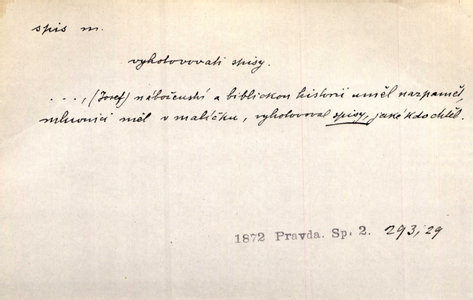 spis m.
vyhotovovati spisy.
..., (Josef) náboženství a biblickou historii uměl nazpaměť,
mluvnici měl v malíčku, vyhotovoval spisy, jaké kdo chtěl.
1872 Pravda. Sp. 2. 293, 29